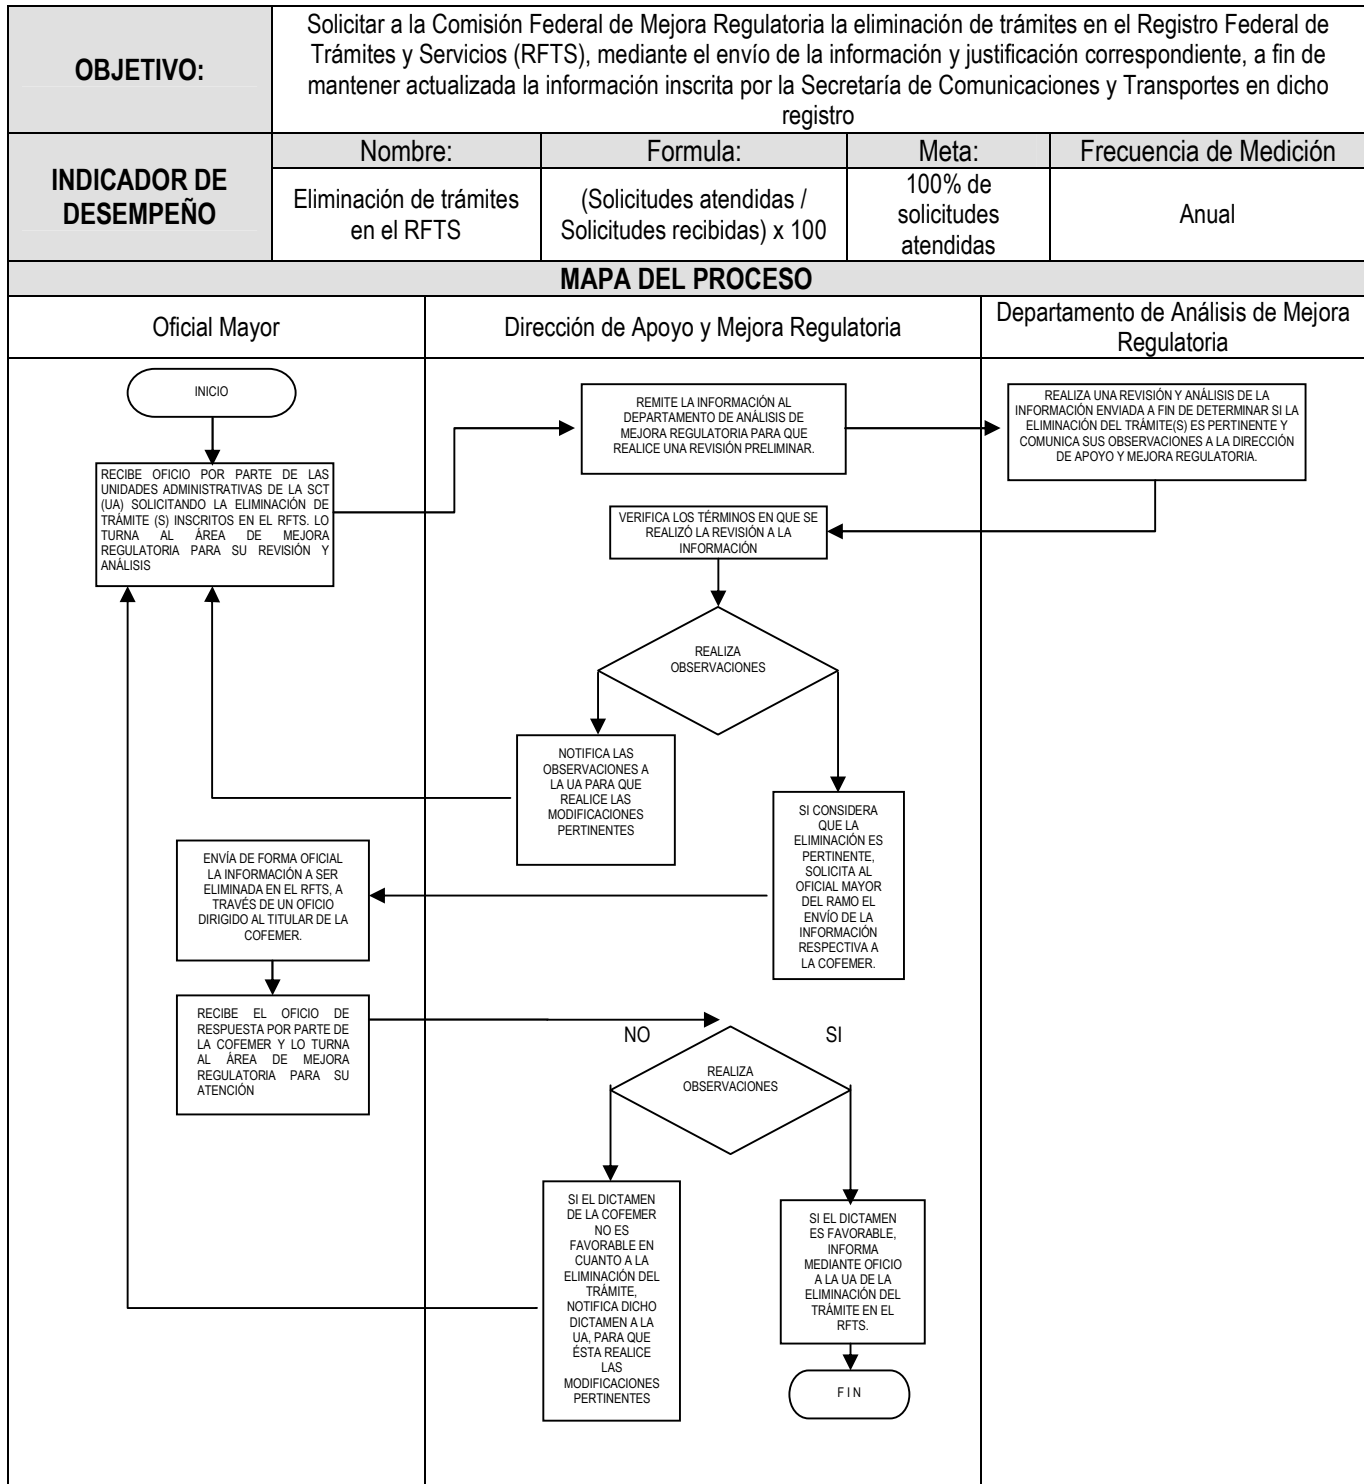 OBJETIVO:
Solicitar a la Comisión Federal de Mejora Regulatoria la eliminación de trámites en el Registro Federal de
Trámites y Servicios (RFTS), mediante el envío de la información y justificación correspondiente, a fin de
mantener actualizada la información inscrita por la Secretaría de Comunicaciones y Transportes en dicho
registro
INDICADOR DE
DESEMPEÑO
Nombre:
Formula:
Meta:
Frecuencia de Medición
Eliminación de trámites
en el RFTS
(Solicitudes atendidas /
Solicitudes recibidas) x 100
100% de
solicitudes
atendidas
Anual
MAPA DEL PROCESO
Oficial Mayor
Dirección de Apoyo y Mejora Regulatoria
Departamento de Análisis de Mejora
Regulatoria
INICIO
RECIBE OFICIO POR PARTE DE LAS
UNIDADES ADMINISTRATIVAS DE LA SCT
(UA) SOLICITANDO LA ELIMINACIÓN DE
TRÁMITE (S) INSCRITOS EN EL RFTS. LO
TURNA AL ÁREA DE MEJORA
REGULATORIA PARA SU REVISIÓN Y
ANÁLISIS
REMITE LA INFORMACIÓN AL
DEPARTAMENTO DE ANÁLISIS DE
MEJORA REGULATORIA PARA QUE
REALICE UNA REVISIÓN PRELIMINAR.
REALIZA UNA REVISIÓN Y ANÁLISIS DE LA
INFORMACIÓN ENVIADA A FIN DE DETERMINAR SI LA
ELIMINACIÓN DEL TRÁMITE(S) ES PERTINENTE Y
COMUNICA SUS OBSERVACIONES A LA DIRECCIÓN
DE APOYO Y MEJORA REGULATORIA.
VERIFICA LOS TÉRMINOS EN QUE SE
REALIZÓ LA REVISIÓN A LA
INFORMACIÓN
REALIZA
OBSERVACIONES
NOTIFICA LAS
OBSERVACIONES A
LA UA PARA QUE
REALICE LAS
MODIFICACIONES
PERTINENTES
SI CONSIDERA
QUE LA
ELIMINACIÓN ES
PERTINENTE,
SOLICITA AL
OFICIAL MAYOR
DEL RAMO EL
ENVÍO DE LA
INFORMACIÓN
RESPECTIVA A
LA COFEMER.
ENVÍA DE FORMA OFICIAL
LA INFORMACIÓN A SER
ELIMINADA EN EL RFTS, A
TRAVÉS DE UN OFICIO
DIRIGIDO AL TITULAR DE LA
COFEMER.
RECIBE EL OFICIO DE
RESPUESTA POR PARTE DE
LA COFEMER Y LO TURNA
AL ÁREA DE MEJORA
REGULATORIA PARA SU
ATENCIÓN
NO
SI
REALIZA
OBSERVACIONES
SI EL DICTAMEN
DE LA COFEMER
NO ES
FAVORABLE EN
CUANTO A LA
ELIMINACIÓN DEL
TRÁMITE,
NOTIFICA DICHO
DICTAMEN A LA
UA, PARA QUE
ÉSTA REALICE
LAS
MODIFICACIONES
PERTINENTES
SI EL DICTAMEN
ES FAVORABLE,
INFORMA
MEDIANTE OFICIO
A LA UA DE LA
ELIMINACIÓN DEL
TRÁMITE EN EL
RFTS.
F I N